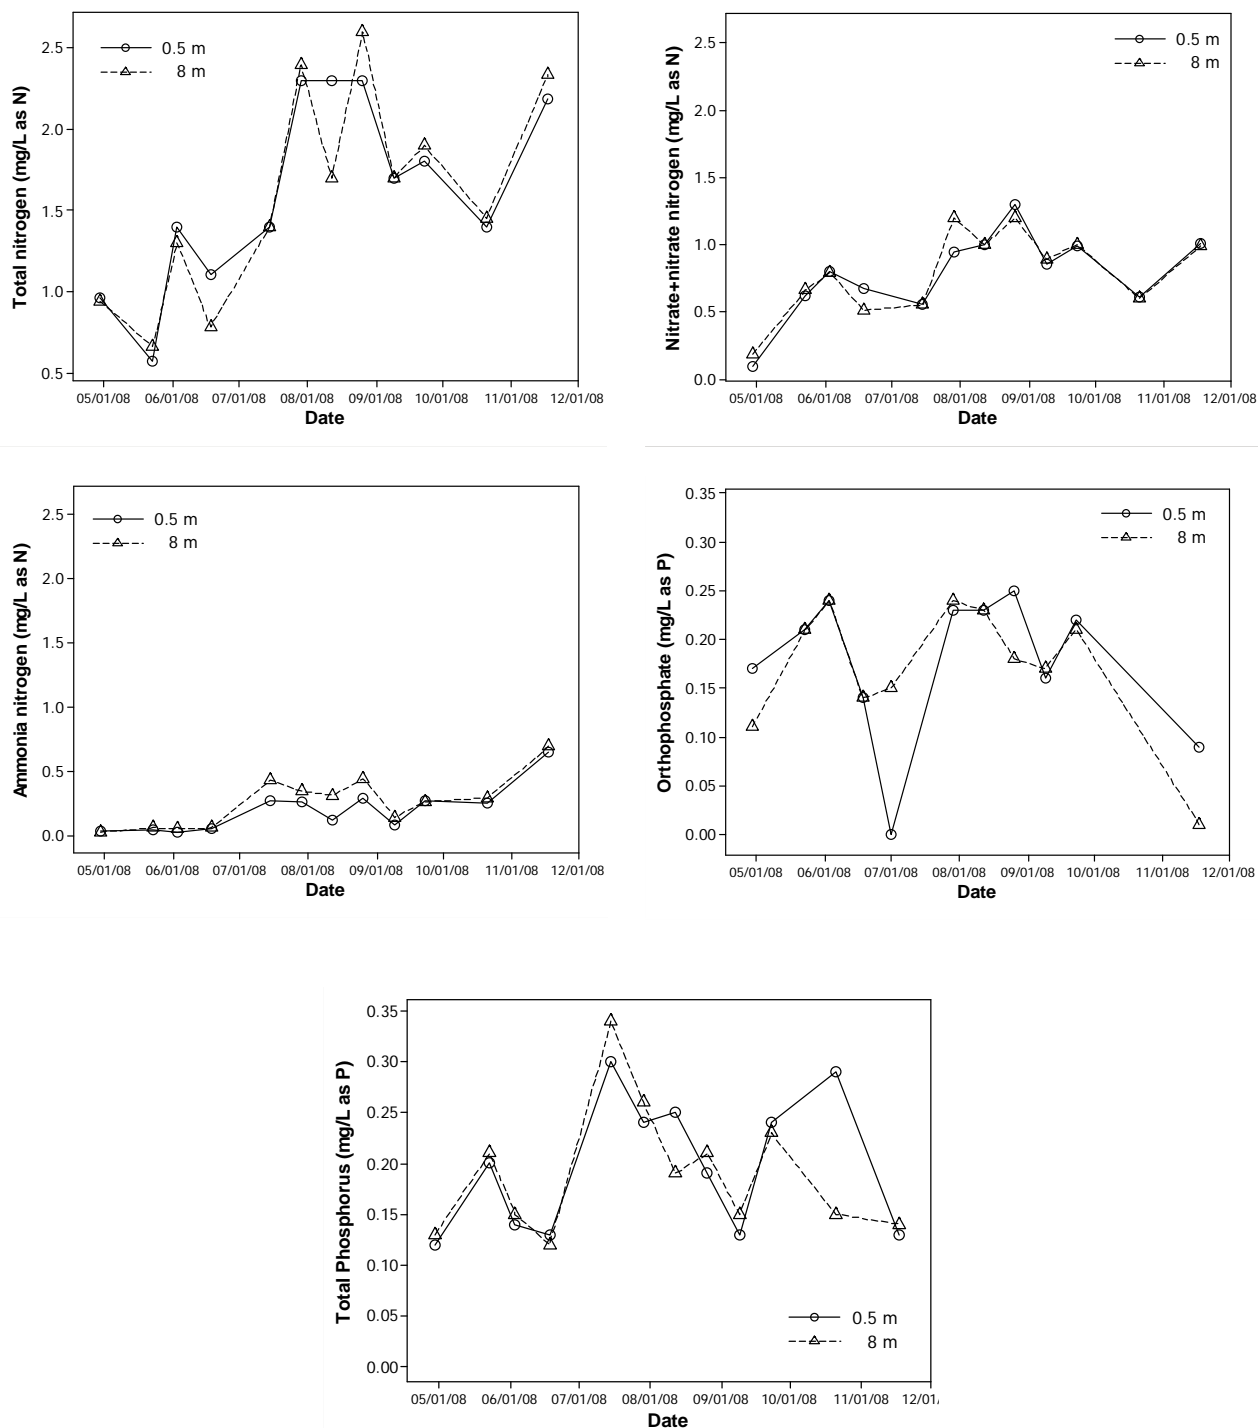 Total nitrogen (mg/L as N)
2.5
2.0
1.5
1.0
0.5
0.5 m
8 m
05/01/08 06/01/08 07/01/08 08/01/08 09/01/08 10/01/08 11/01/08 12/01/08
Date
Nitrate+nitrate nitrogen (mg/L as N)
2.5
2.0
1.5
1.0
0.5
0.0
0.5 m
8 m
05/01/08 06/01/08 07/01/08 08/01/08 09/01/08 10/01/08 11/01/08 12/01/08
Date
Ammonia nitrogen (mg/L as N)
2.5
2.0
1.5
1.0
0.5
0.0
0.5 m
8 m
05/01/08 06/01/08 07/01/08 08/01/08 09/01/08 10/01/08 11/01/08 12/01/08
Date
Orthophosphate (mg/L as P)
0.35
0.30
0.25
0.20
0.15
0.10
0.05
0.00
0.5 m
8 m
05/01/08 06/01/08 07/01/08 08/01/08 09/01/08 10/01/08 11/01/08 12/01/08
Date
Total Phosphorus (mg/L as P)
0.35
0.30
0.25
0.20
0.15
0.10
0.05
0.00
0.5 m
8 m
05/01/08 06/01/08 07/01/08 08/01/08 09/01/08 10/01/08 11/01/08 12/01/
Date